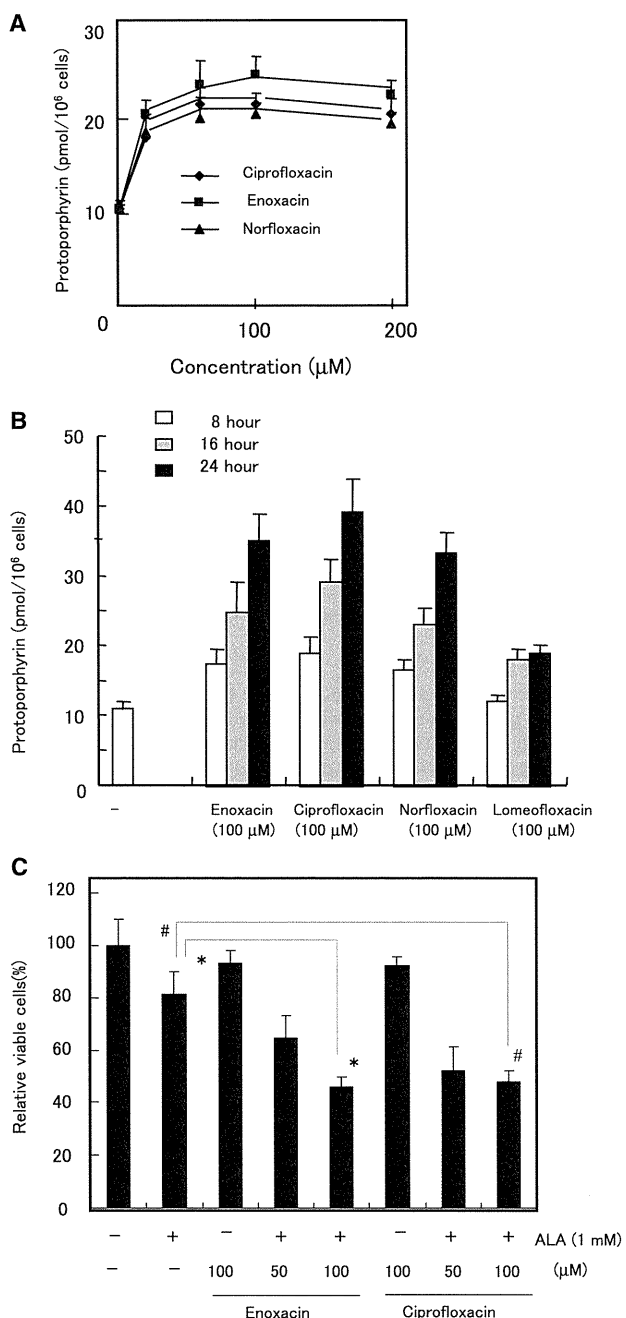 A
Protoporphyrin (pmol/10⁶ cells)
30
20
10
0
100
200
Ciprofloxacin
Enoxacin
Norfloxacin
Concentration (μM)
B
Protoporphyrin (pmol/10⁶ cells)
8 hour
16 hour
24 hour
50
40
30
20
10
0
–
Enoxacin (100 μM)
Ciprofloxacin (100 μM)
Norfloxacin (100 μM)
Lomeofloxacin (100 μM)
C
Relative viable cells(%)
120
100
80
60
40
20
0
#
*
*
#
– + – + + – + + ALA (1 mM)
– – 100 50 100 100 50 100 (μM)
Enoxacin Ciprofloxacin